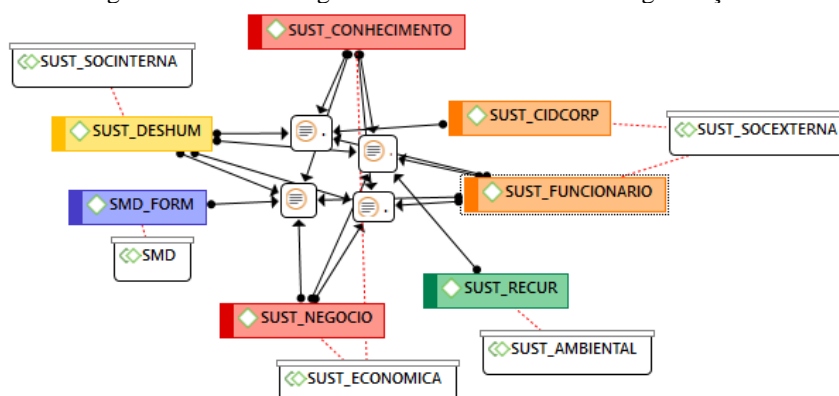 SUST_CONHECIMENTO
SUST_SOCINTERNA
SUST_DESHUM
SUST_CIDCORP
SUST_SOCEXTERNA
SUST_FUNCIONARIO
SMD_FORM
SMD
SUST_RECUR
SUST_NEGOCIO
SUST_AMBIENTAL
SUST_ECONOMICA